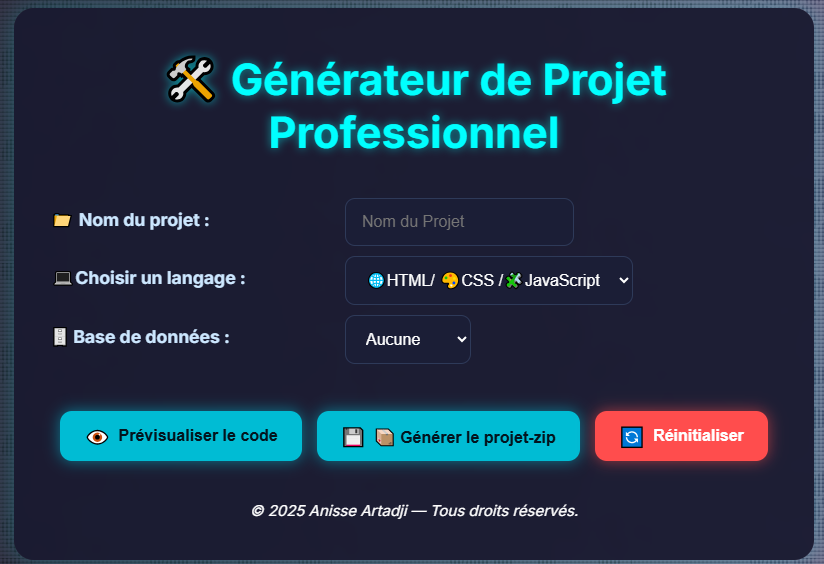 🛠️ Générateur de Projet
Professionnel
📁 Nom du projet :
Nom du Projet
💻 Choisir un langage :
🌐HTML/ 🎨CSS /🧩JavaScript
🗄️ Base de données :
Aucune
👁️ Prévisualiser le code
💾 📦 Générer le projet-zip
🔄 Réinitialiser
© 2025 Anisse Artadji — Tous droits réservés.